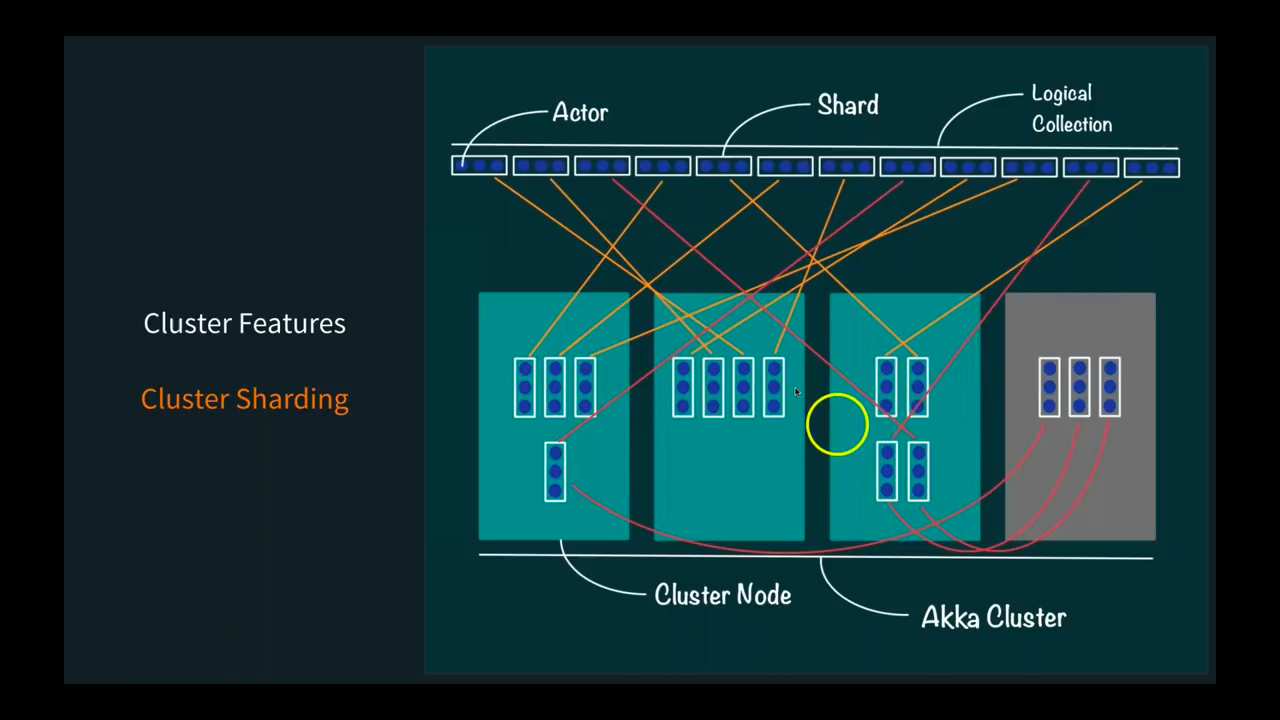 Cluster Features
Cluster Sharding
Actor
Shard
Logical
Collection
Cluster Node
Akka Cluster